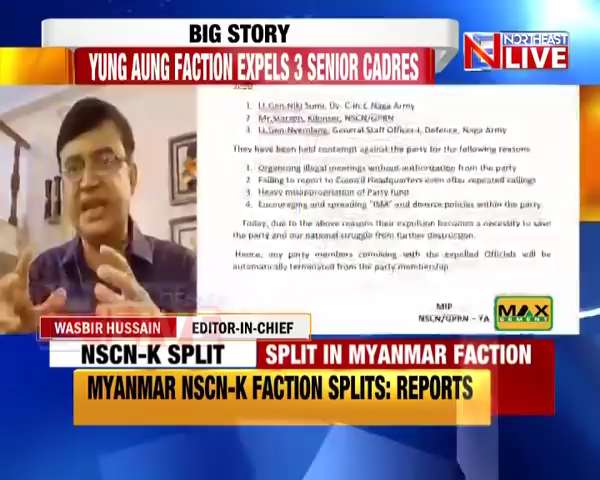 BIG STORY
YUNG AUNG FACTION EXPELS 3 SENIOR CADRES
NORTHEAST
LIVE
1. Lt.Gen.Niki Sumi, Dy. C-in-C Naga Army
2 Kilonser, NSCN/GPRN
3. Lt.Gen. General Staff Officer-I, Defence, Naga Army
They have been held contempt against the party for the following reasons
1. Organizing illegal meetings without authorization from the party
2. Failing to report to Council Headquarters even after repeated callings
3. Heavy misappropriation of Party fund
4. Encouraging and spreading "ISM" and divisive policies within the party
Today, due to the above reasons their expulsion becomes a necessity to save
the party and our national struggle from further destruction.
Hence, any party members with the expelled Officials will be
automatically terminated from the party membership.
MIP
NSCN/GPRN - YA
MAX
CEMENT
WASBIR HUSSAIN
EDITOR-IN-CHIEF
NSCN-K SPLIT
SPLIT IN MYANMAR FACTION
MYANMAR NSCN-K FACTION SPLITS: REPORTS